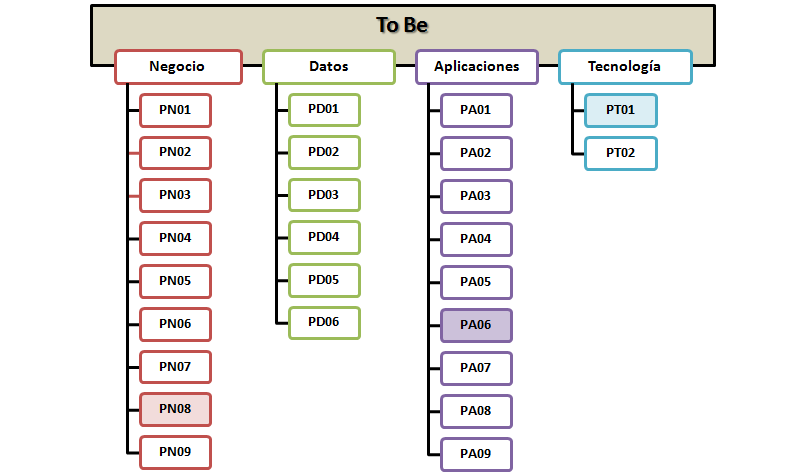 To Be
Negocio
PN01
PN02
PN03
PN04
PN05
PN06
PN07
PN08
PN09
Datos
PD01
PD02
PD03
PD04
PD05
PD06
Aplicaciones
PA01
PA02
PA03
PA04
PA05
PA06
PA07
PA08
PA09
Tecnología
PT01
PT02